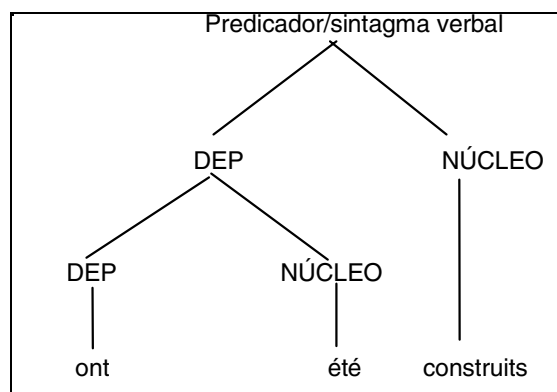 Predicador/sintagma verbal
DEP NÚCLEO
DEP NÚCLEO
ont été construits